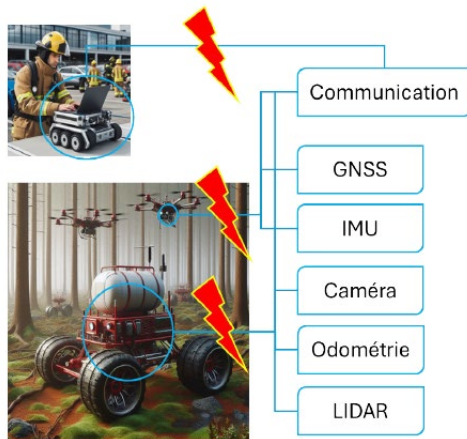 Communication
GNSS
IMU
Caméra
Odométrie
LIDAR